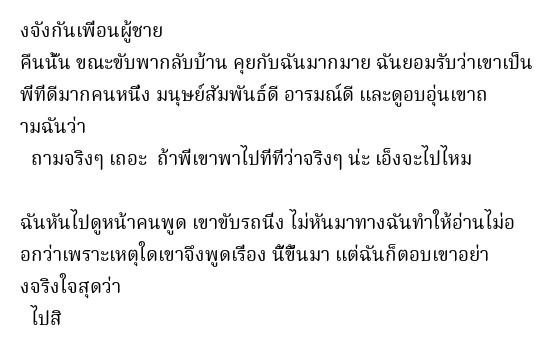 งจังกันเพื่อนผู้ชาย
คืนนั้น ขณะขับพากลับบ้าน คุยกับฉันมากมาย ฉันยอมรับว่าเขาเป็น
พี่ที่ดีมากคนหนึ่ง มนุษย์สัมพันธ์ดี อารมณ์ดี และดูอบอุ่นเขาถ
ามฉันว่า
ถามจริงๆ เถอะ ถ้าพี่เขาพาไปที่ที่ว่าจริงๆ น่ะ เอ็งจะไปไหม
ฉันหันไปดูหน้าคนพูด เขาขับรถนิ่ง ไม่หันมาทางฉันทำให้อ่านไม่อ
อกว่าเพราะเหตุใดเขาจึงพูดเรื่อง นี้ขึ้นมา แต่ฉันก็ตอบเขาอย่า
งจริงใจสุดว่า
ไปสิ